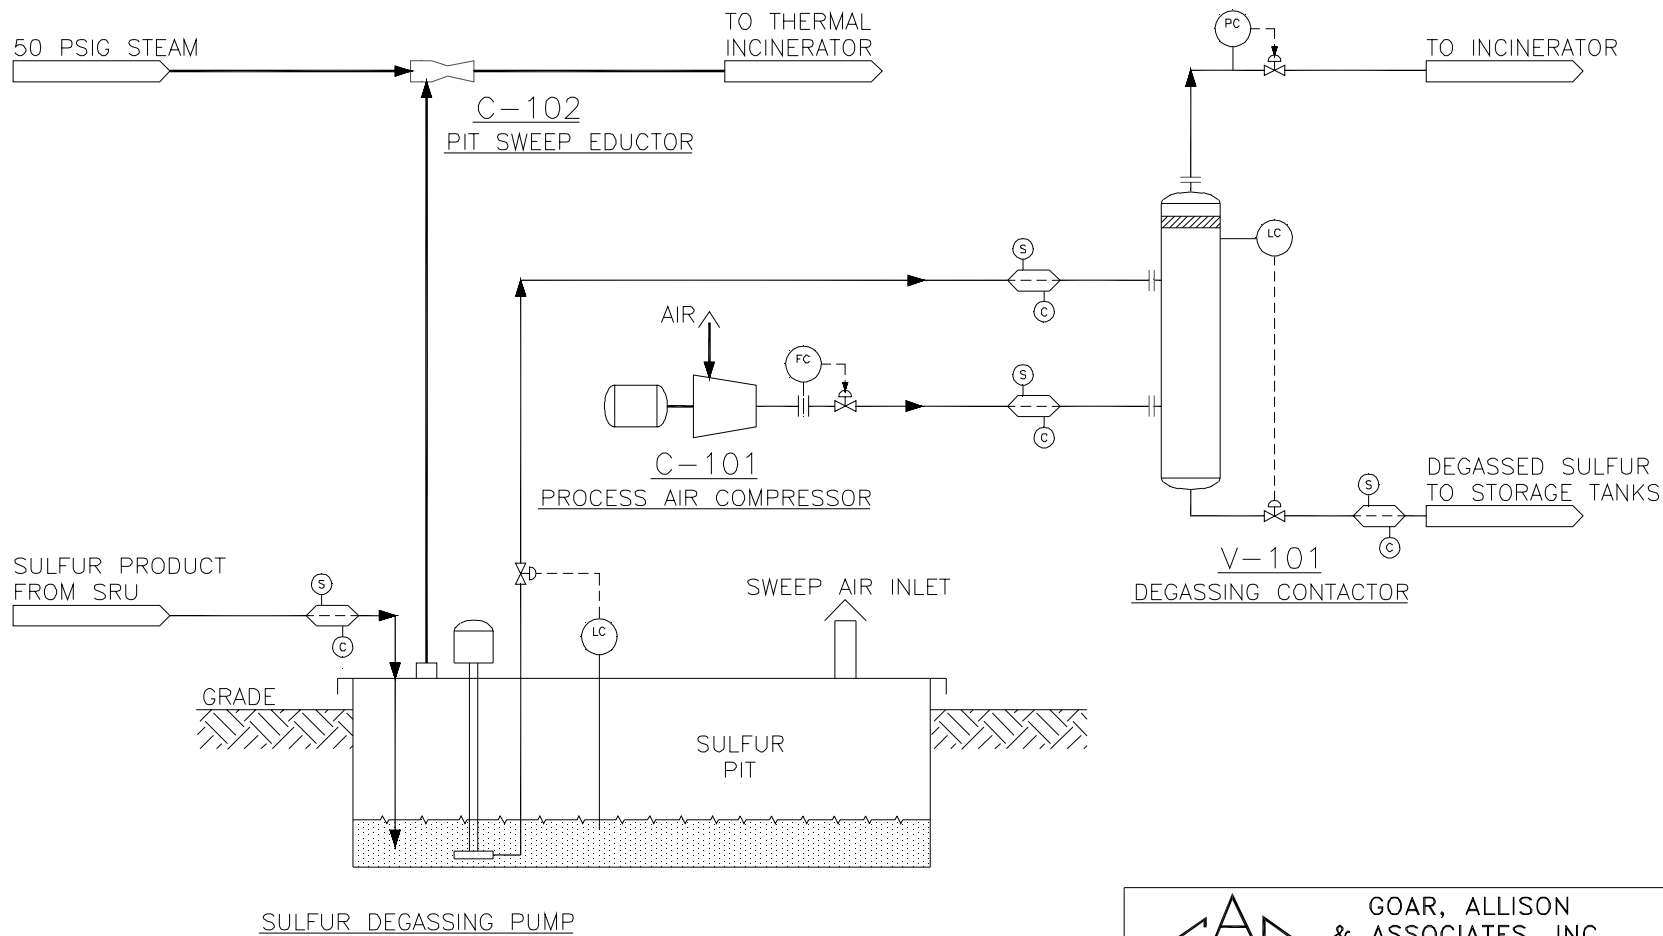 50 PSIG STEAM
TO THERMAL
INCINERATOR
PC
TO INCINERATOR
C-102
PIT SWEEP EDUCTOR
LC
S
C
AIR
FC
S
C
C-101
PROCESS AIR COMPRESSOR
DEGASSED SULFUR
TO STORAGE TANKS
S
C
V-101
DEGASSING CONTACTOR
SULFUR PRODUCT
FROM SRU
S
C
LC
SWEEP AIR INLET
GRADE
SULFUR
PIT
SULFUR DEGASSING PUMP
GOAR, ALLISON
& ASSOCIATES, INC